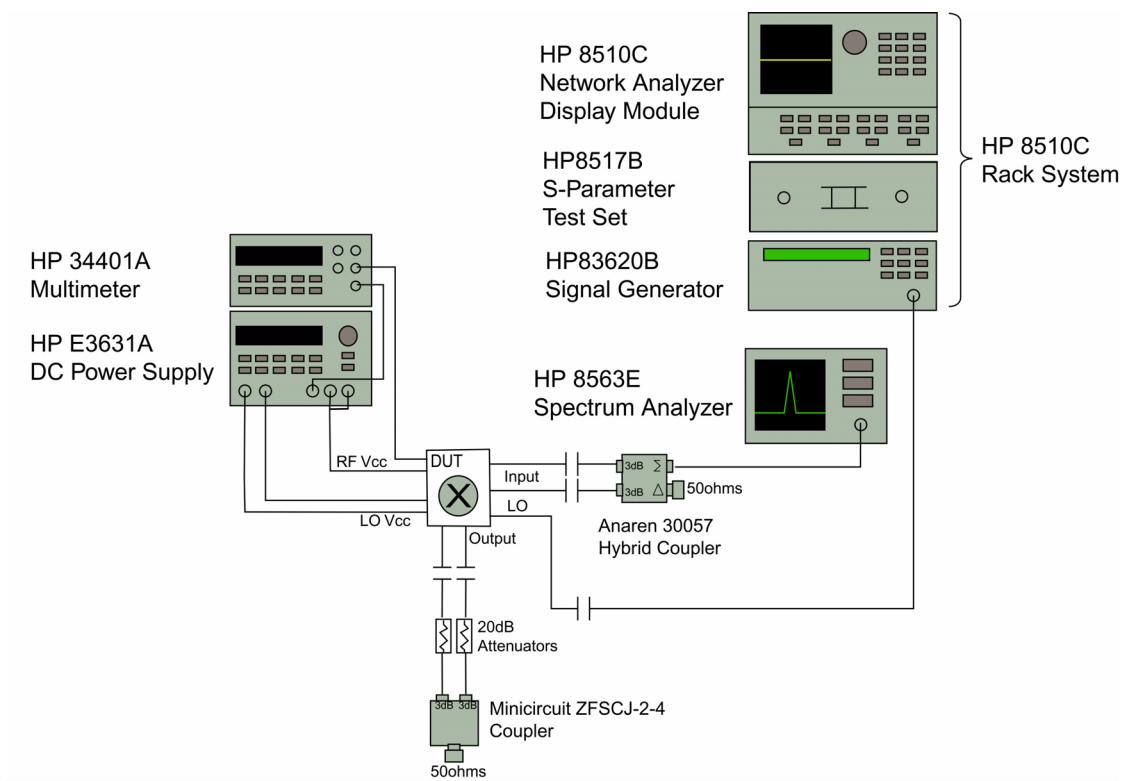 HP 8510C
Network Analyzer
Display Module
HP 8510C
Rack System
HP8517B
S-Parameter
Test Set
HP83620B
Signal Generator
HP 34401A
Multimeter
HP E3631A
DC Power Supply
HP 8563E
Spectrum Analyzer
RF Vcc
DUT
X
Input
3dB Σ
3dB Δ
50ohms
LO
LO Vcc
Output
Anaren 30057
Hybrid Coupler
20dB
Attenuators
3dB 3dB
Minicircuit ZFSCJ-2-4
Coupler
50ohms